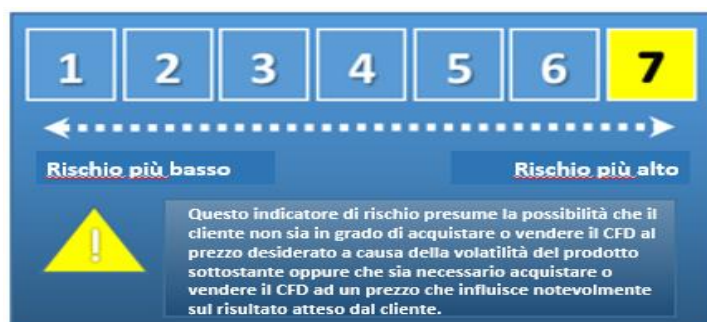 1 2 3 4 5 6 7
Rischio più basso Rischio più alto
!
Questo indicatore di rischio presume la possibilità che il
cliente non sia in grado di acquistare o vendere il CFD al
prezzo desiderato a causa della volatilità del prodotto
sottostante oppure che sia necessario acquistare o
vendere il CFD ad un prezzo che influisce notevolmente
sul risultato atteso dal cliente.